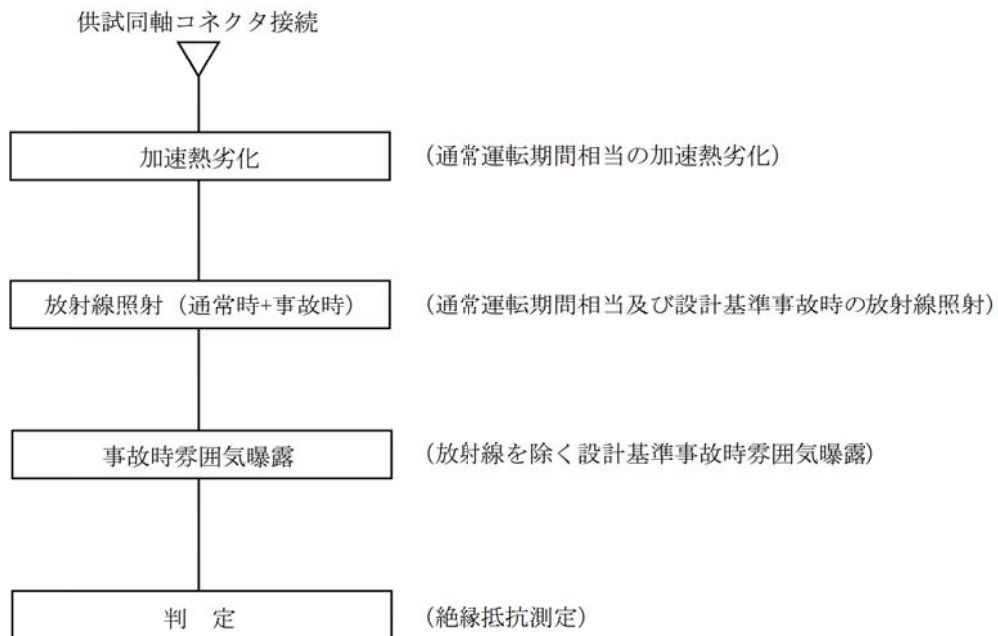 供試同軸コネクタ接続
加速熱劣化
(通常運転期間相当の加速熱劣化)
放射線照射(通常時+事故時)
(通常運転期間相当及び設計基準事故時の放射線照射)
事故時雰囲気曝露
(放射線を除く設計基準事故時雰囲気曝露)
判 定
(絶縁抵抗測定)